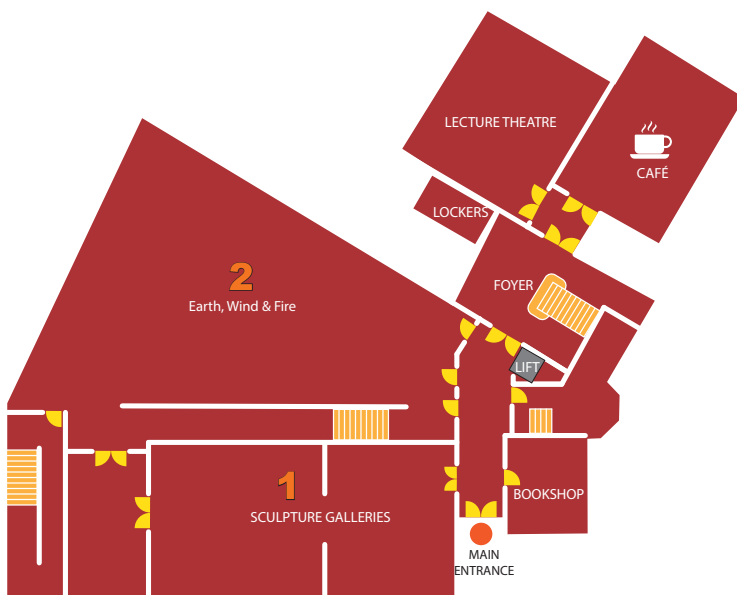 LECTURE THEATRE
CAFÉ
LOCKERS
2
Earth, Wind & Fire
FOYER
LIFT
1
SCULPTURE GALLERIES
BOOKSHOP
MAIN
ENTRANCE